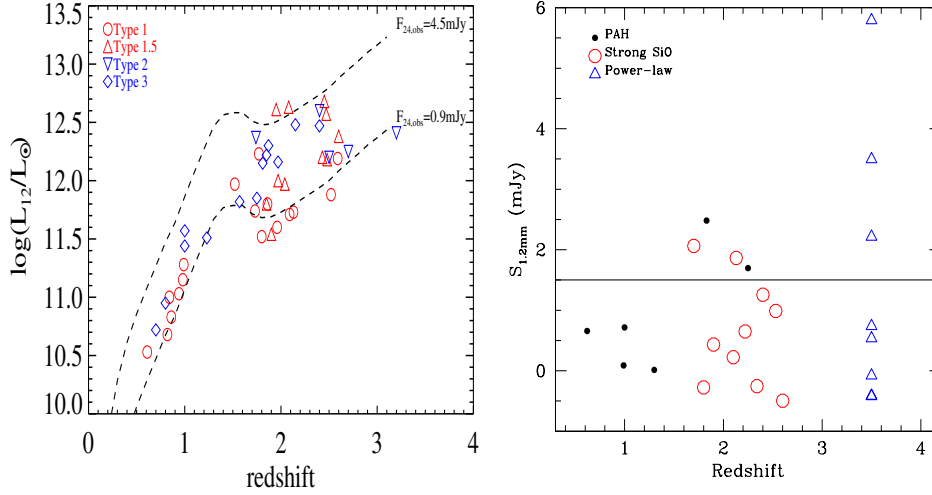 Type 1
Type 1.5
Type 2
Type 3
F24,obs=4.5mJy
F24,obs=0.9mJy
13.5
13.0
12.5
12.0
11.5
11.0
10.5
10.0
log(L12/L⊙)
0 1 2 3 4
redshift
PAH
Strong SiO
Power-law
6
4
2
0
S1.2mm (mJy)
1 2 3 4
Redshift